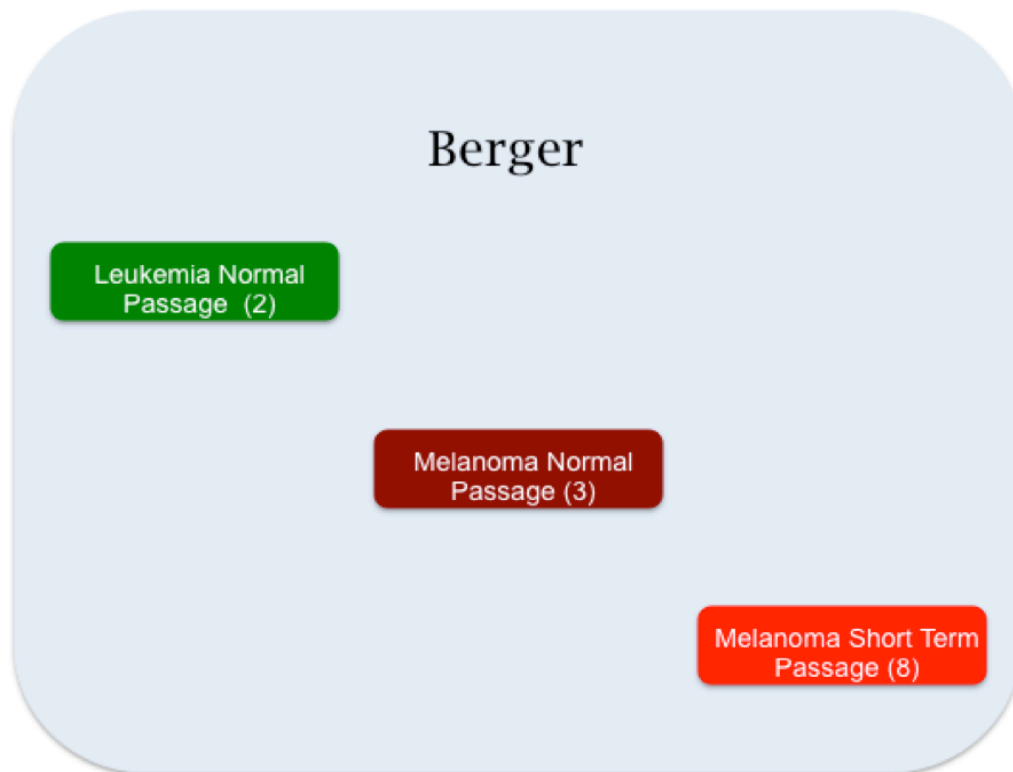 Berger
Leukemia Normal
Passage (2)
Melanoma Normal
Passage (3)
Melanoma Short Term
Passage (8)